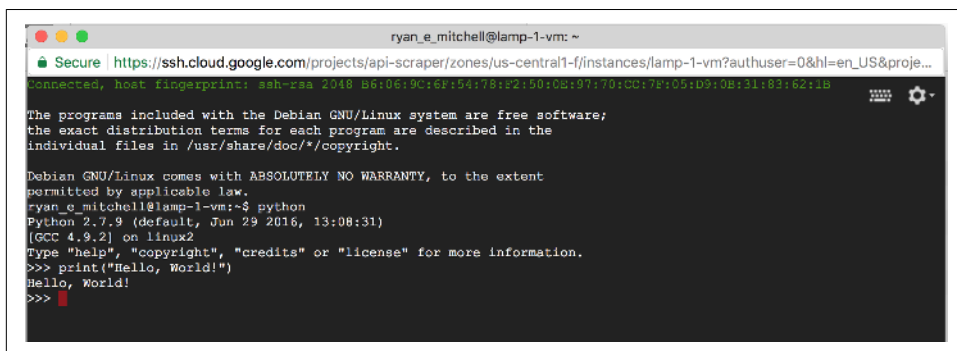 ryan_e_mitchell@lamp-1-vm: ~
Secure | https://ssh.cloud.google.com/projects/api-scraper/zones/us-central1-f/instances/lamp-1-vm?authuser=0&hl=en_US&proje...
Connected, host fingerprint: ssh-rsa 2048 B6:06:9C:6F:54:78:F2:50:0E:97:70:CC:7F:05:D9:0B:31:83:62:1B
The programs included with the Debian GNU/Linux system are free software;
the exact distribution terms for each program are described in the
individual files in /usr/share/doc/*/copyright.
Debian GNU/Linux comes with ABSOLUTELY NO WARRANTY, to the extent
permitted by applicable law.
ryan_e_mitchell@lamp-1-vm:~$ python
Python 2.7.9 (default, Jun 29 2016, 13:08:31)
[GCC 4.9.2] on linux2
Type "help", "copyright", "credits" or "license" for more information.
>>> print("Hello, World!")
Hello, World!
>>>